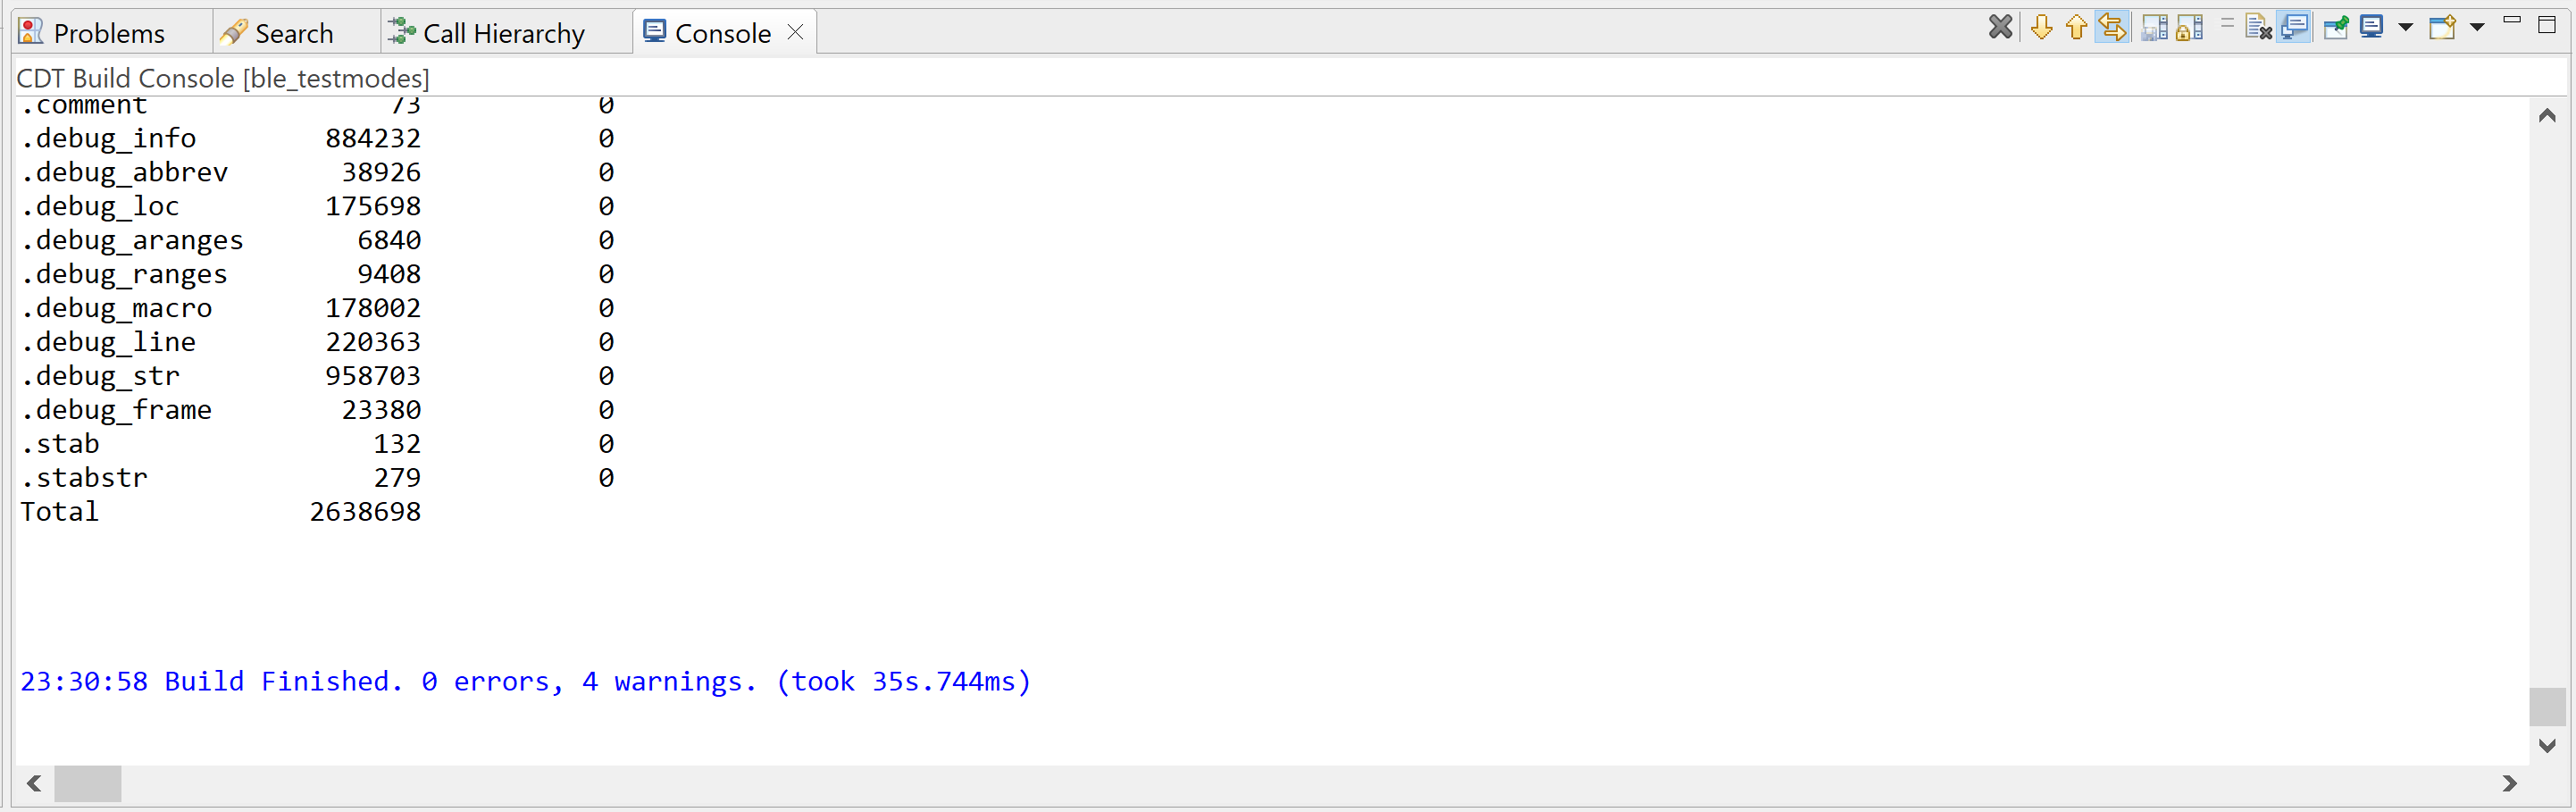 Problems Search Call Hierarchy Console
CDT Build Console [ble_testmodes]
.comment 73 0
.debug_info 884232 0
.debug_abbrev 38926 0
.debug_loc 175698 0
.debug_aranges 6840 0
.debug_ranges 9408 0
.debug_macro 178002 0
.debug_line 220363 0
.debug_str 958703 0
.debug_frame 23380 0
.stab 132 0
.stabstr 279 0
Total 2638698
23:30:58 Build Finished. 0 errors, 4 warnings. (took 35s.744ms)